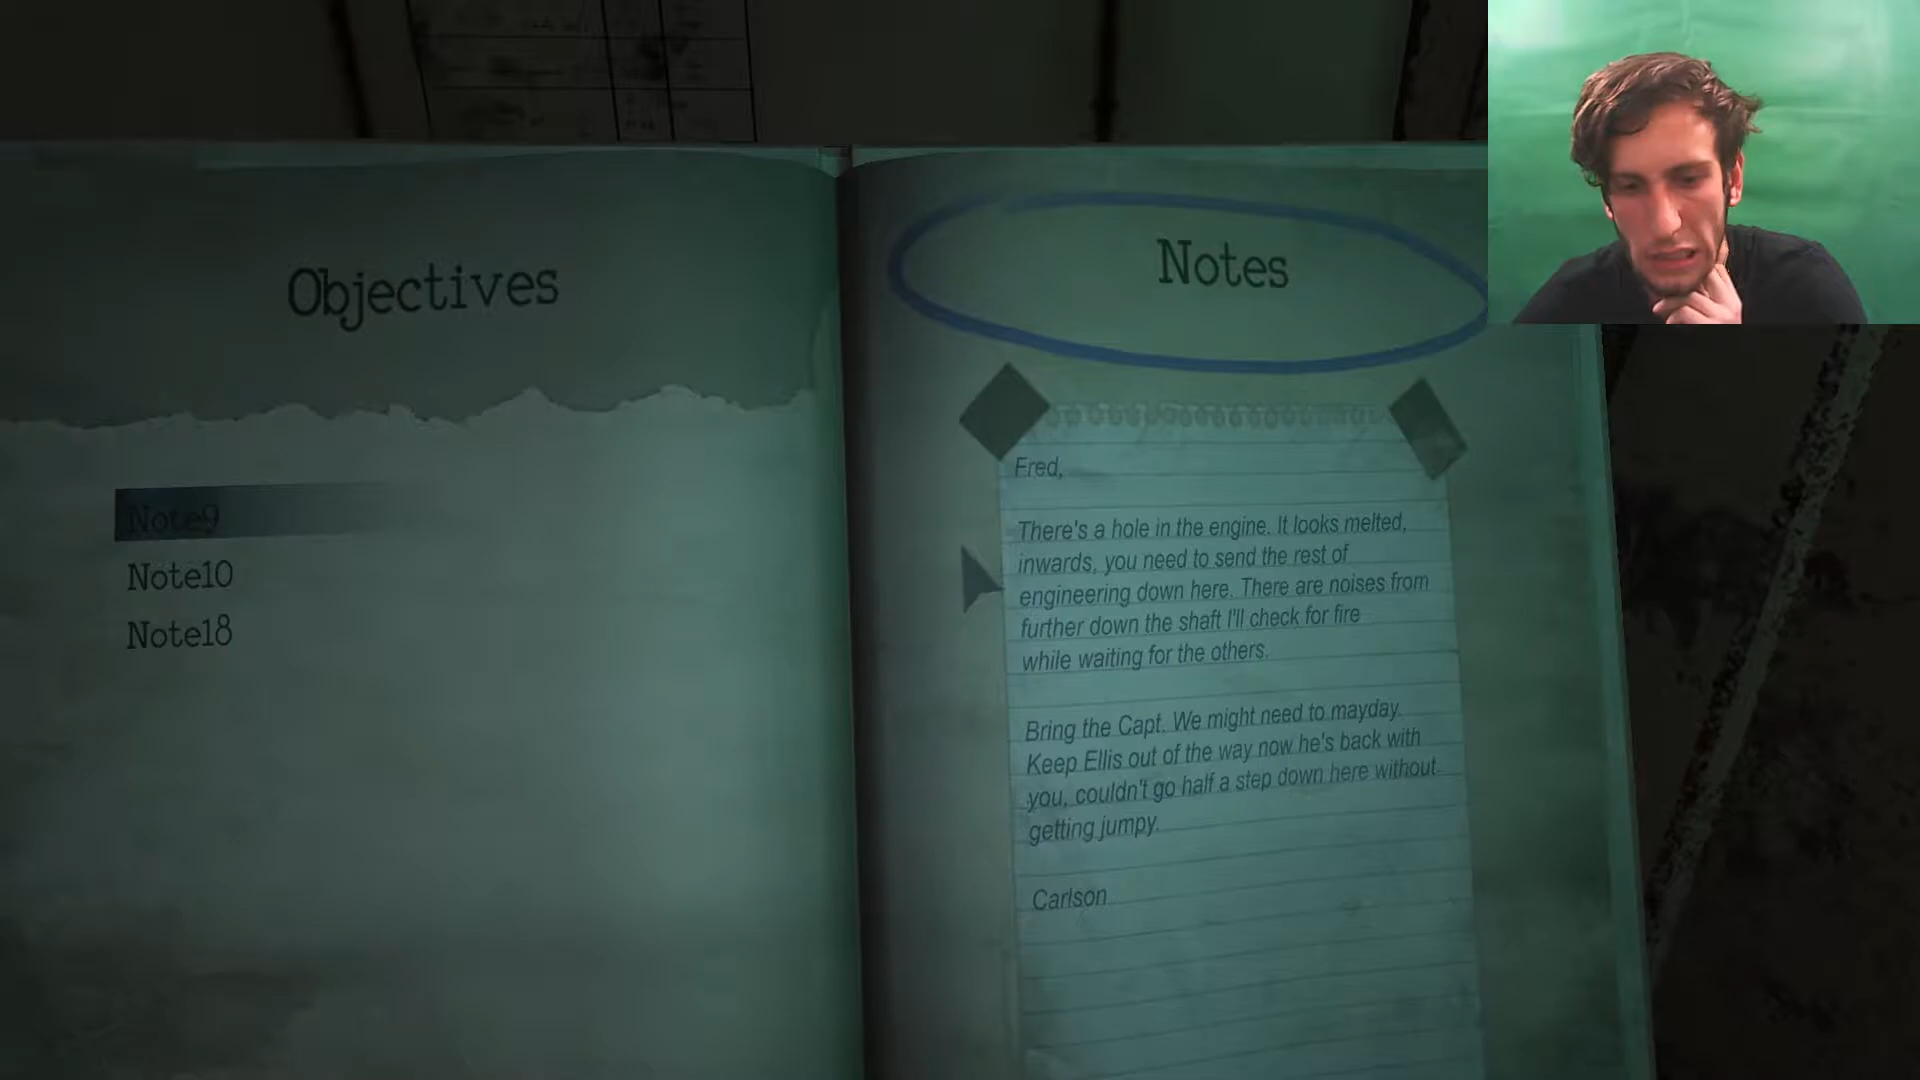 Objectives
Note9
Note10
Note18
Notes
Fred,
There's a hole in the engine. It looks melted,
inwards, you need to send the rest of
engineering down here. There are noises from
further down the shaft I'll check for fire
while waiting for the others.
Bring the Capt. We might need to mayday.
Keep Ellis out of the way now he's back with
you, couldn't go half a step down here without
getting jumpy.
Carlson